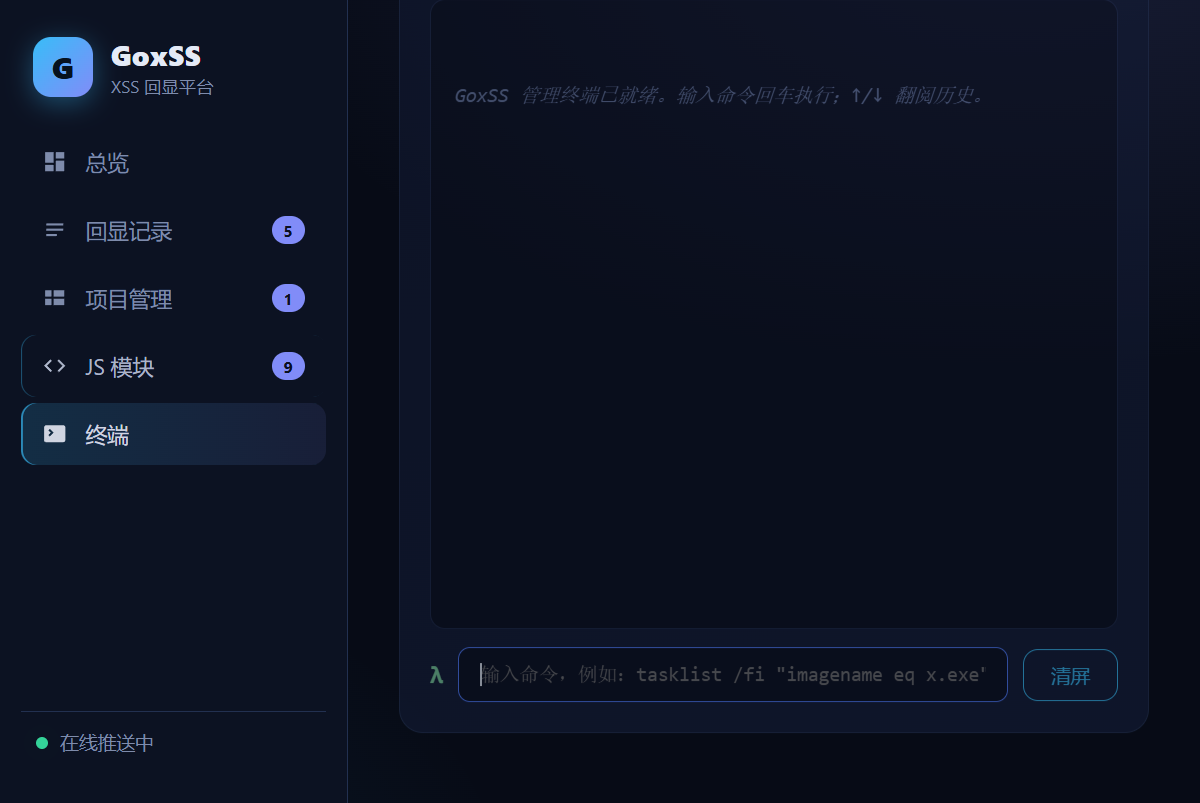 G
GoxSS
XSS 回显平台
总览
回显记录 5
项目管理 1
JS 模块 9
终端
在线推送中
GoxSS 管理终端已就绪。输入命令回车执行；↑/↓ 翻阅历史。
λ
输入命令，例如：tasklist /fi "imagename eq x.exe"
清屏